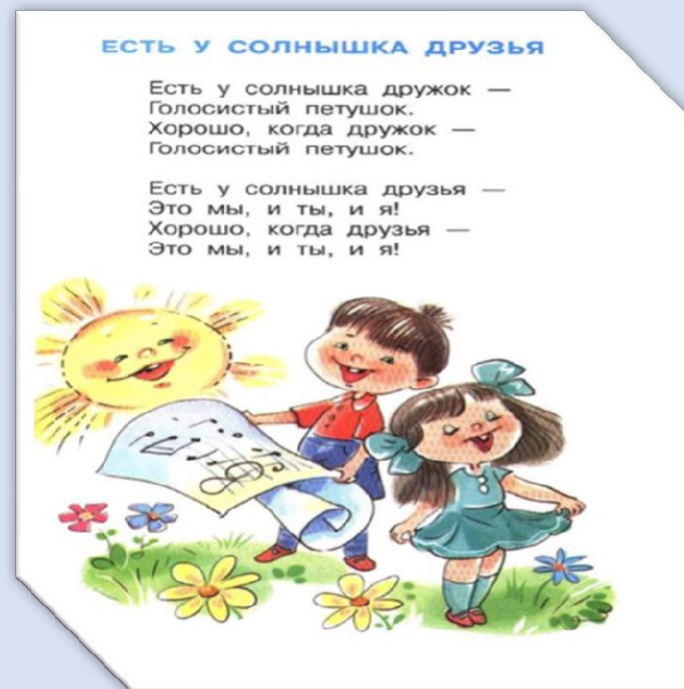 ЕСТЬ У СОЛНЫШКА ДРУЗЬЯ
Есть у солнышка дружок —
Голосистый петушок.
Хорошо, когда дружок —
Голосистый петушок.
Есть у солнышка друзья —
Это мы, и ты, и я!
Хорошо, когда друзья —
Это мы, и ты, и я!